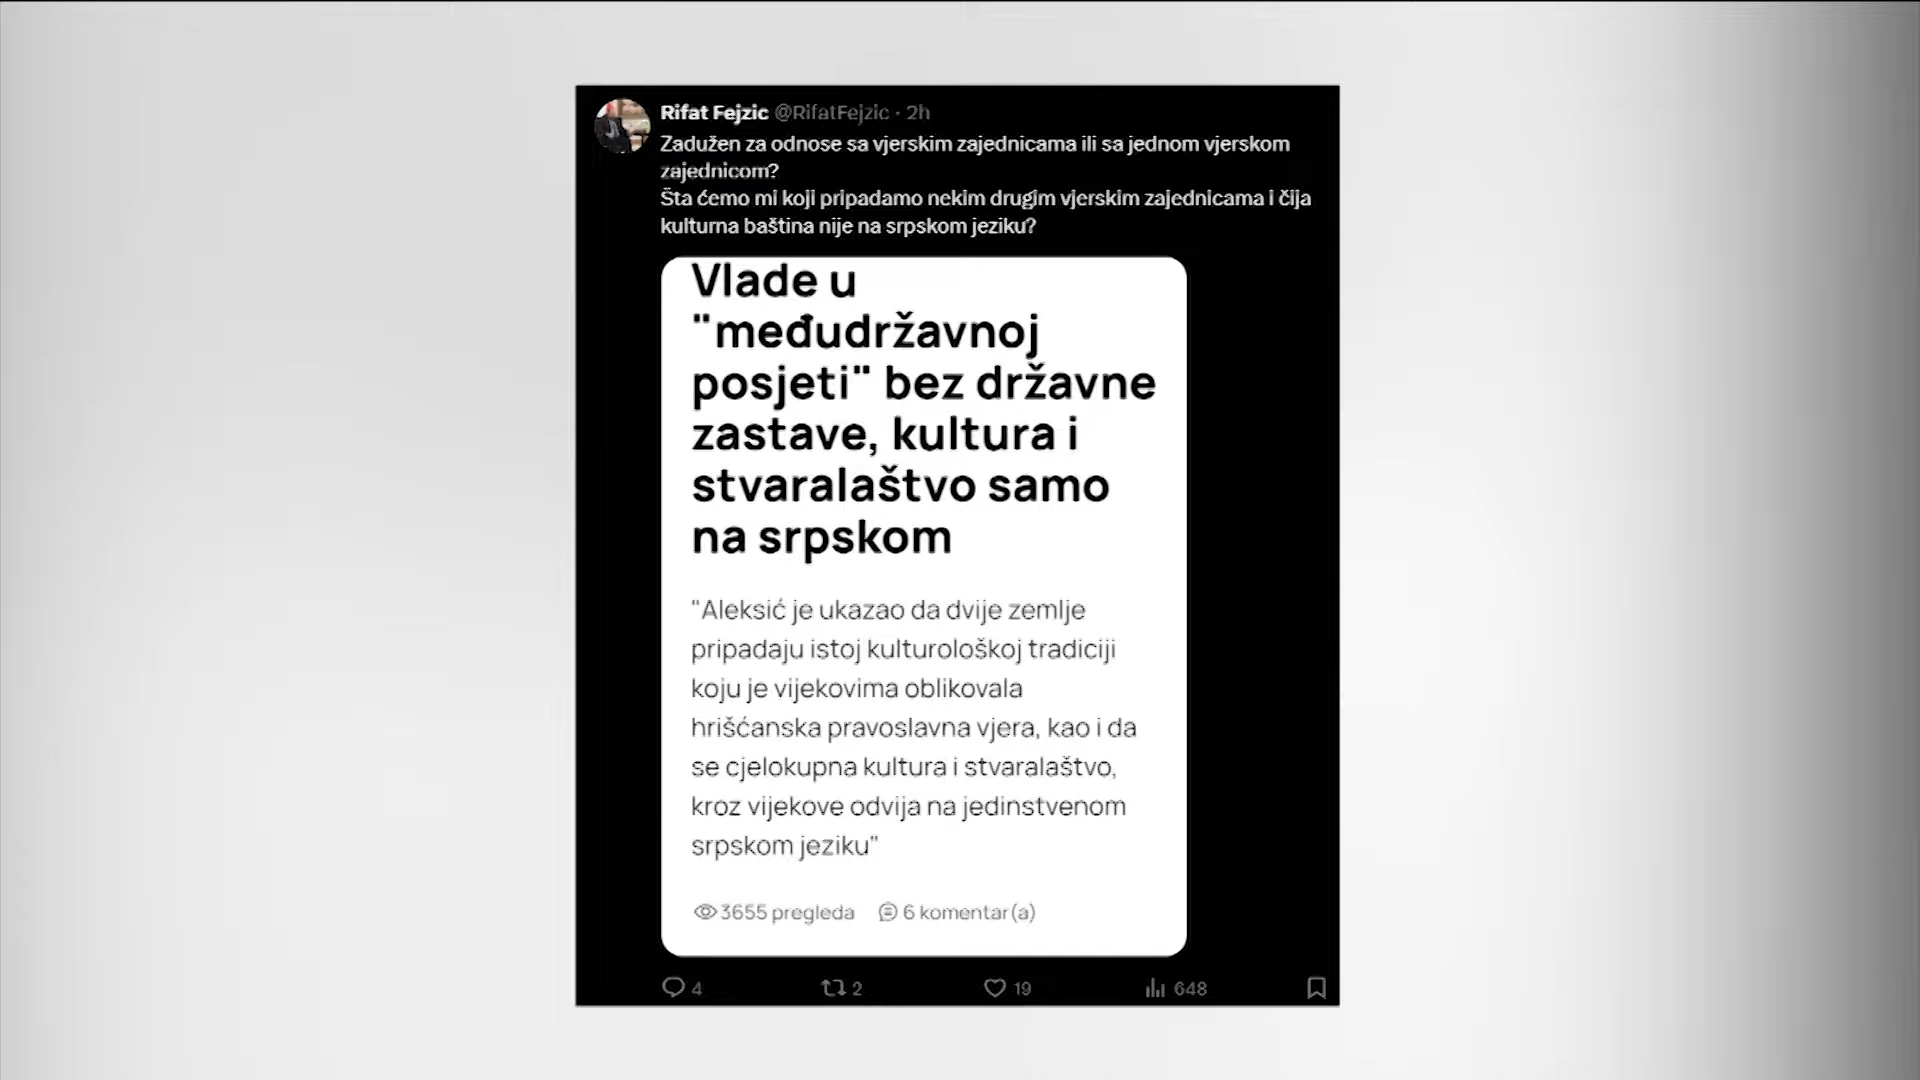 Rifat Fejzic @RifatFejzic · 2h
Zadužen za odnose sa vjerskim zajednicama ili sa jednom vjerskom
zajednicom?
Šta ćemo mi koji pripadamo nekim drugim vjerskim zajednicama i čija
kulturna baština nije na srpskom jeziku?
Vlade u
"međudržavnoj
posjeti" bez državne
zastave, kultura i
stvaralaštvo samo
na srpskom
"Aleksić je ukazao da dvije zemlje
pripadaju istoj kulturološkoj tradiciji
koju je vijekovima oblikovala
hrišćanska pravoslavna vjera, kao i da
se cjelokupna kultura i stvaralaštvo,
kroz vijekove odvija na jedinstvenom
srpskom jeziku"
3655 pregleda 6 komentar(a)
4 2 19 648